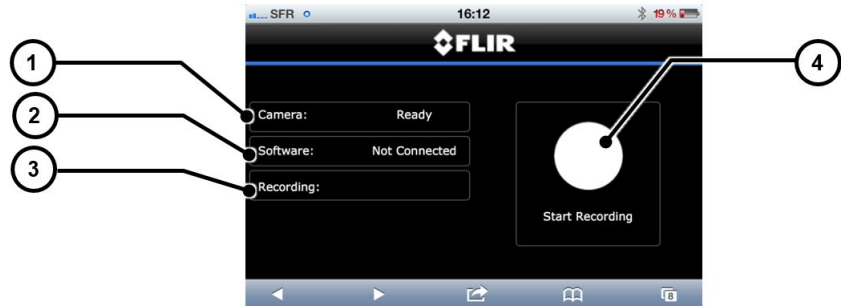 SFR 16:12 19 %
FLIR
1
2
3
4
Camera: Ready
Software: Not Connected
Recording:
Start Recording
8